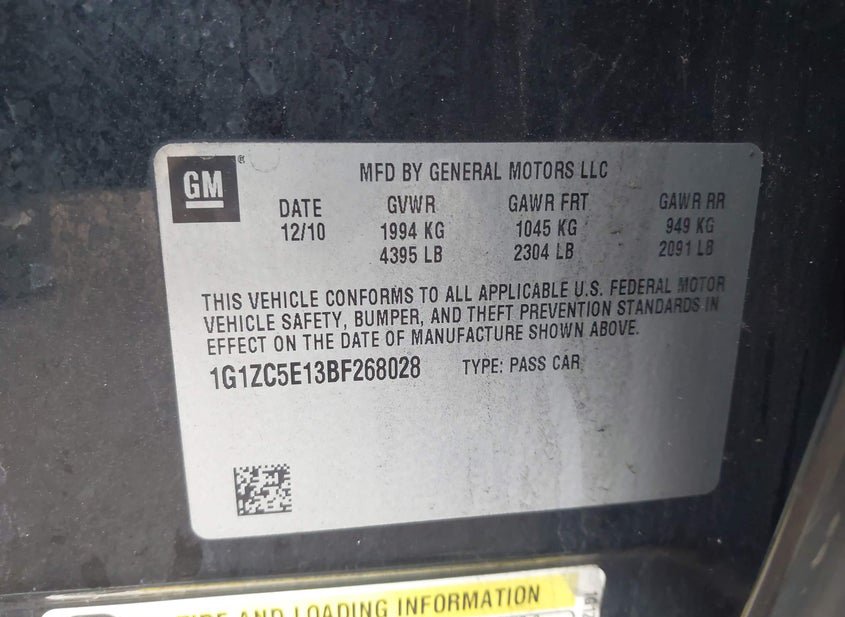 GM®
MFD BY GENERAL MOTORS LLC
DATE GVWR GAWR FRT GAWR RR
12/10 1994 KG 1045 KG 949 KG
4395 LB 2304 LB 2091 LB
THIS VEHICLE CONFORMS TO ALL APPLICABLE U.S. FEDERAL MOTOR
VEHICLE SAFETY, BUMPER, AND THEFT PREVENTION STANDARDS IN
EFFECT ON THE DATE OF MANUFACTURE SHOWN ABOVE.
1G1ZC5E13BF268028 TYPE: PASS CAR
TIRE AND LOADING INFORMATION